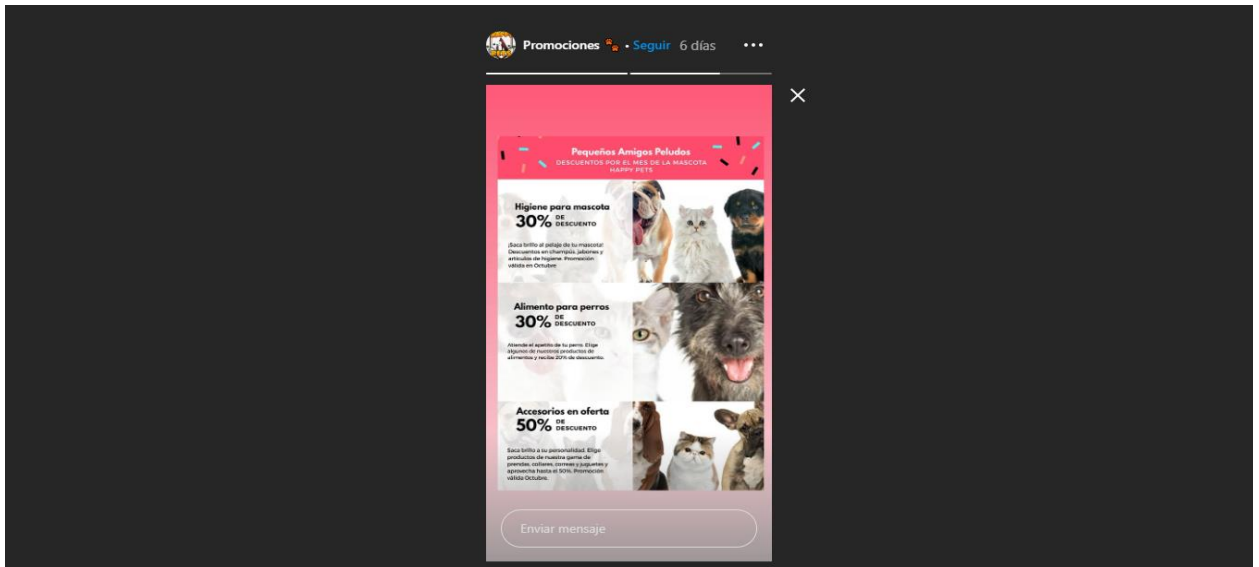 Promociones 🐾 • Seguir 6 días •••
Pequeños Amigos Peludos
DESCUENTOS POR EL MES DE LA MASCOTA
HAPPY PETS
Higiene para mascota
30% DE DESCUENTO
¡Saca brillo al pelaje de tu mascota!
Descuentos en champús, jabones y
artículos de higiene. Promoción
válida en Octubre
Alimento para perros
30% DE DESCUENTO
Atiende el apetito de tu perro. Elige
algunos de nuestros productos de
alimentos y recibe 20% de descuento.
Accesorios en oferta
50% DE DESCUENTO
Saca brillo a su personalidad. Elige
productos de nuestra gama de
prendas, collares, correas y juguetes y
aprovecha hasta el 50%. Promoción
válida Octubre.
Enviar mensaje